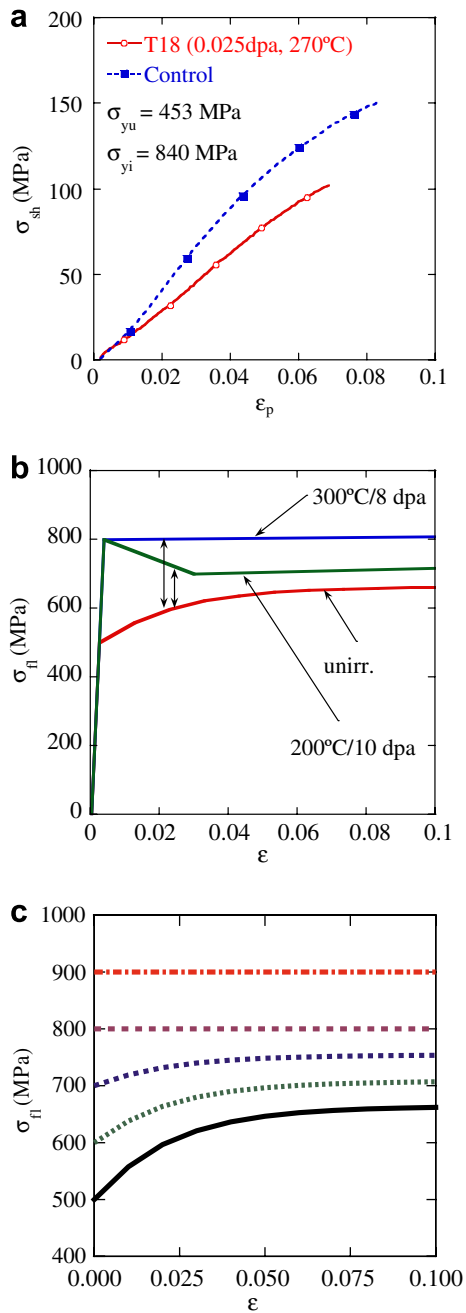 a
T18 (0.025dpa, 270ºC)
Control
σyu = 453 MPa
σyi = 840 MPa
200
150
100
50
0
σsh (MPa)
0 0.02 0.04 0.06 0.08 0.1
εp
b
1000
800
600
400
200
0
σfl (MPa)
300ºC/8 dpa
unirr.
200ºC/10 dpa
0 0.02 0.04 0.06 0.08 0.1
ε
c
1000
900
800
700
600
500
400
σfl (MPa)
0.000 0.025 0.050 0.075 0.100
ε